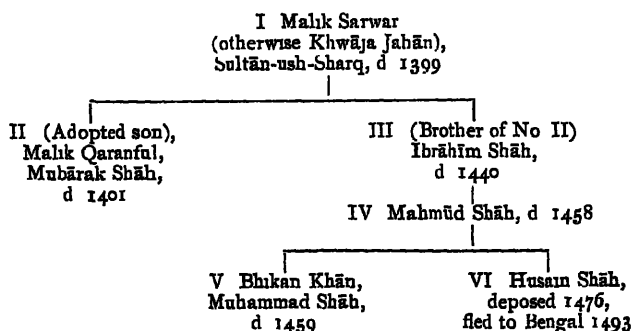 I Malik Sarwar
(otherwise Khwāja Jahān),
Sultān-ush-Sharq, d 1399
II (Adopted son),
Malik Qaranful,
Mubārak Shāh,
d 1401
III (Brother of No II)
Ibrāhīm Shāh,
d 1440
IV Mahmūd Shāh, d 1458
V Bhikan Khān,
Muhammad Shāh,
d 1459
VI Husain Shāh,
deposed 1476,
fled to Bengal 1493